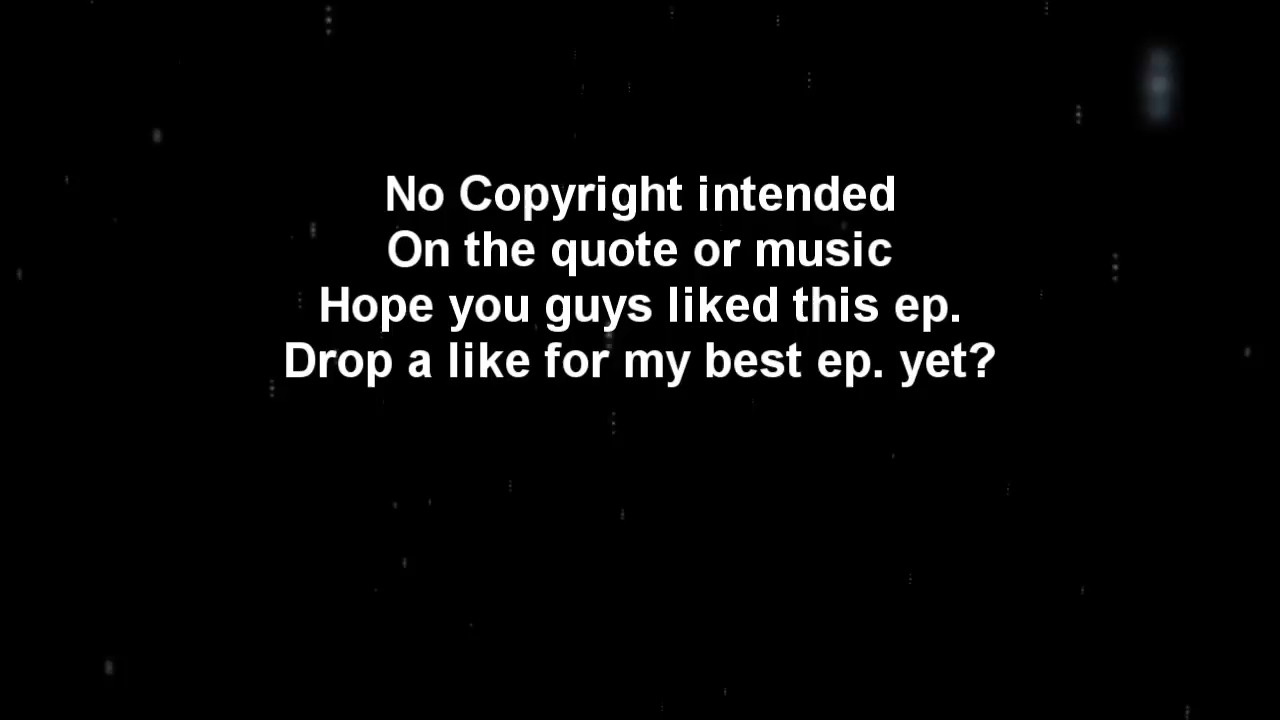 No Copyright intended
On the quote or music
Hope you guys liked this ep.
Drop a like for my best ep. yet?